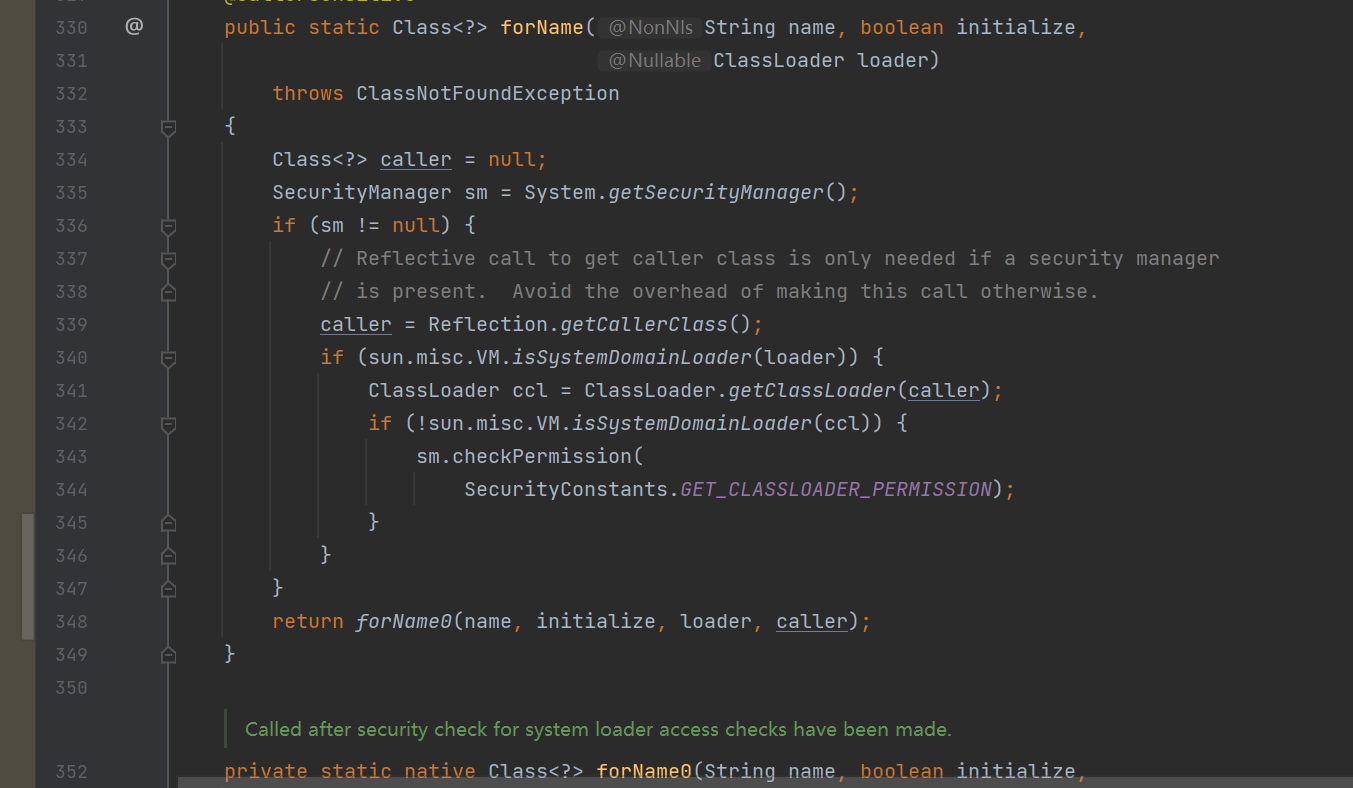 330 @ public static Class<?> forName( @NonNls String name, boolean initialize,
331 @Nullable ClassLoader loader)
332 throws ClassNotFoundException
333 {
334 Class<?> caller = null;
335 SecurityManager sm = System.getSecurityManager();
336 if (sm != null) {
337 // Reflective call to get caller class is only needed if a security manager
338 // is present.  Avoid the overhead of making this call otherwise.
339 caller = Reflection.getCallerClass();
340 if (sun.misc.VM.isSystemDomainLoader(loader)) {
341 ClassLoader ccl = ClassLoader.getClassLoader(caller);
342 if (!sun.misc.VM.isSystemDomainLoader(ccl)) {
343 sm.checkPermission(
344 SecurityConstants.GET_CLASSLOADER_PERMISSION);
345 }
346 }
347 }
348 return forName0(name, initialize, loader, caller);
349 }
350
Called after security check for system loader access checks have been made.
352 private static native Class<?> forName0(String name, boolean initialize,